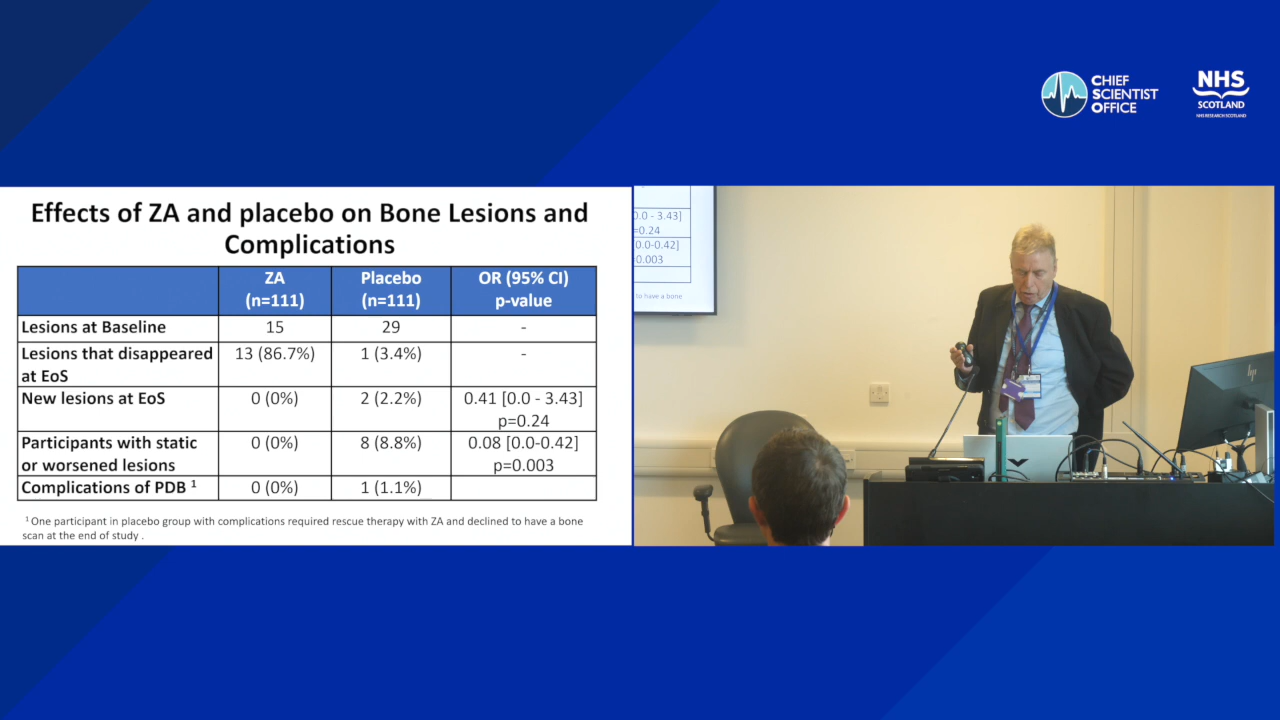 CHIEF
SCIENTIST
OFFICE
NHS
SCOTLAND
NHS RESEARCH SCOTLAND
Effects of ZA and placebo on Bone Lesions and
Complications
ZA
(n=111)
Placebo
(n=111)
OR (95% CI)
p-value
Lesions at Baseline
15
29
-
Lesions that disappeared
at EoS
13 (86.7%)
1 (3.4%)
-
New lesions at EoS
0 (0%)
2 (2.2%)
0.41 [0.0 - 3.43]
p=0.24
Participants with static
or worsened lesions
0 (0%)
8 (8.8%)
0.08 [0.0-0.42]
p=0.003
Complications of PDB 1
0 (0%)
1 (1.1%)
1 One participant in placebo group with complications required rescue therapy with ZA and declined to have a bone
scan at the end of study .
0.0 - 3.43]
=0.24
0.0-0.42]
=0.003
to have a bone
hp